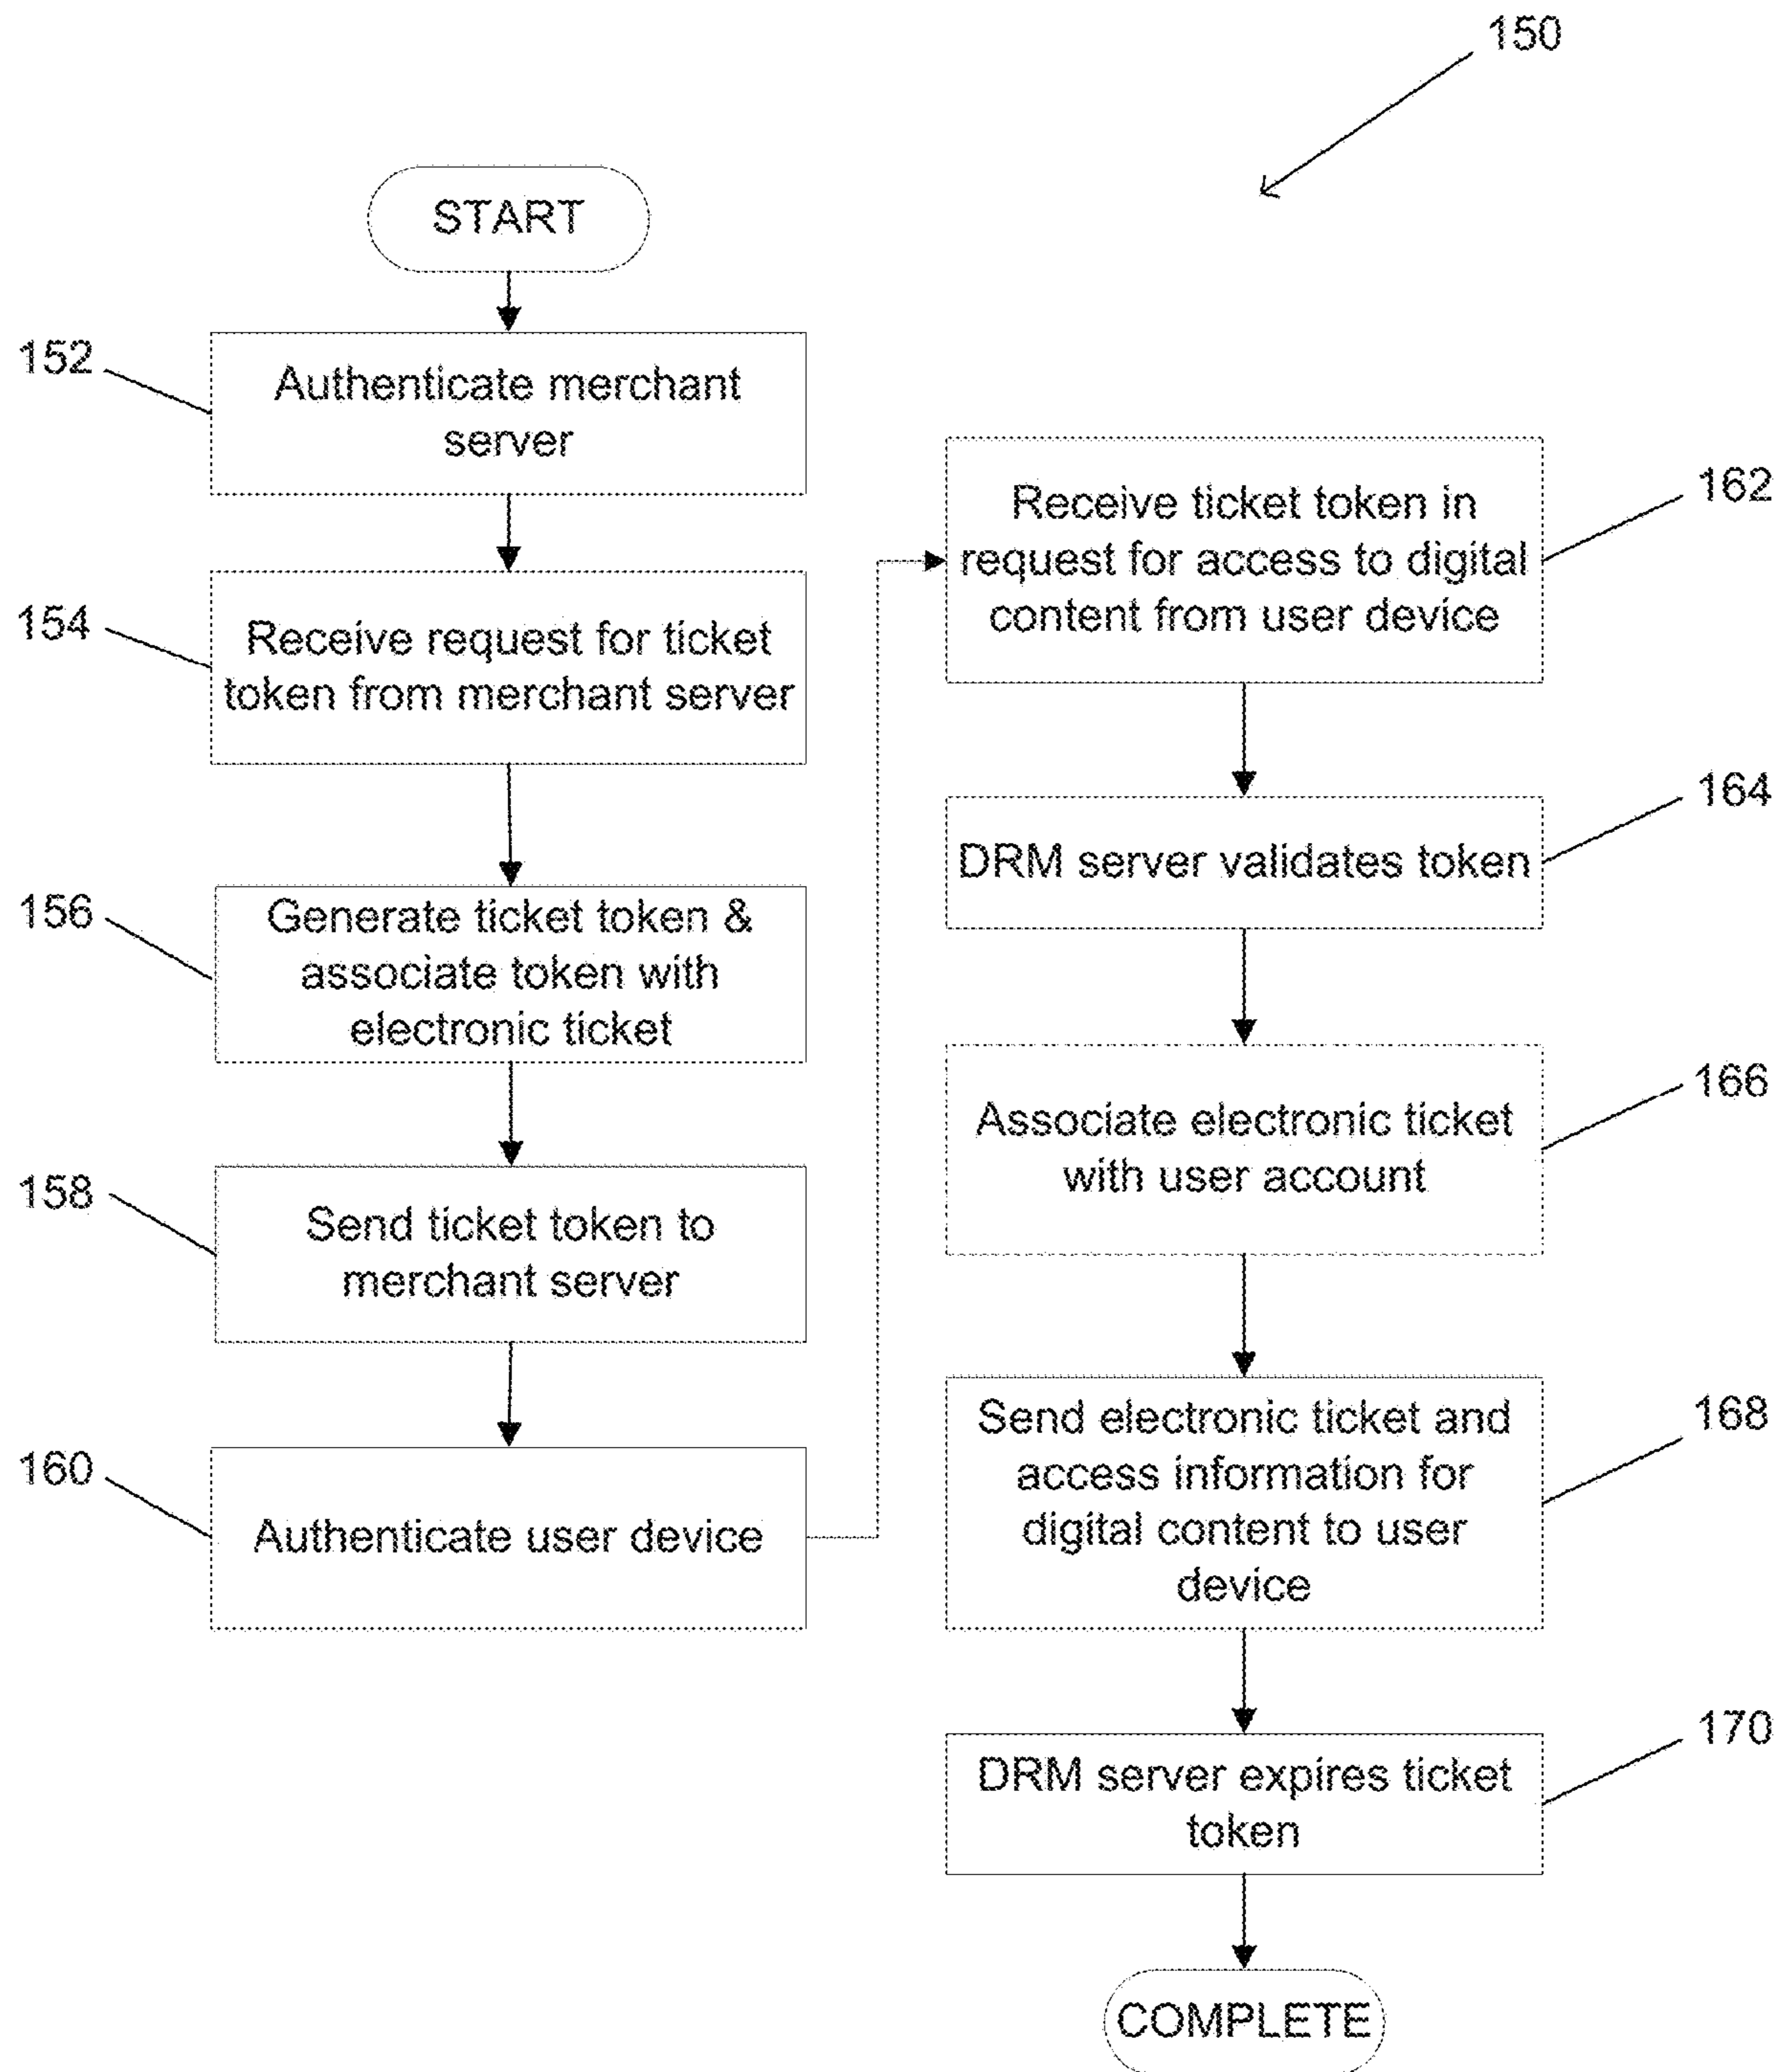 150
START
152
Authenticate merchant
server
154
Receive request for ticket
token from merchant server
156
Generate ticket token &
associate token with
electronic ticket
158
Send ticket token to
merchant server
160
Authenticate user device
162
Receive ticket token in
request for access to digital
content from user device
164
DRM server validates token
166
Associate electronic ticket
with user account
168
Send electronic ticket and
access information for
digital content to user
device
170
DRM server expires ticket
token
COMPLETE